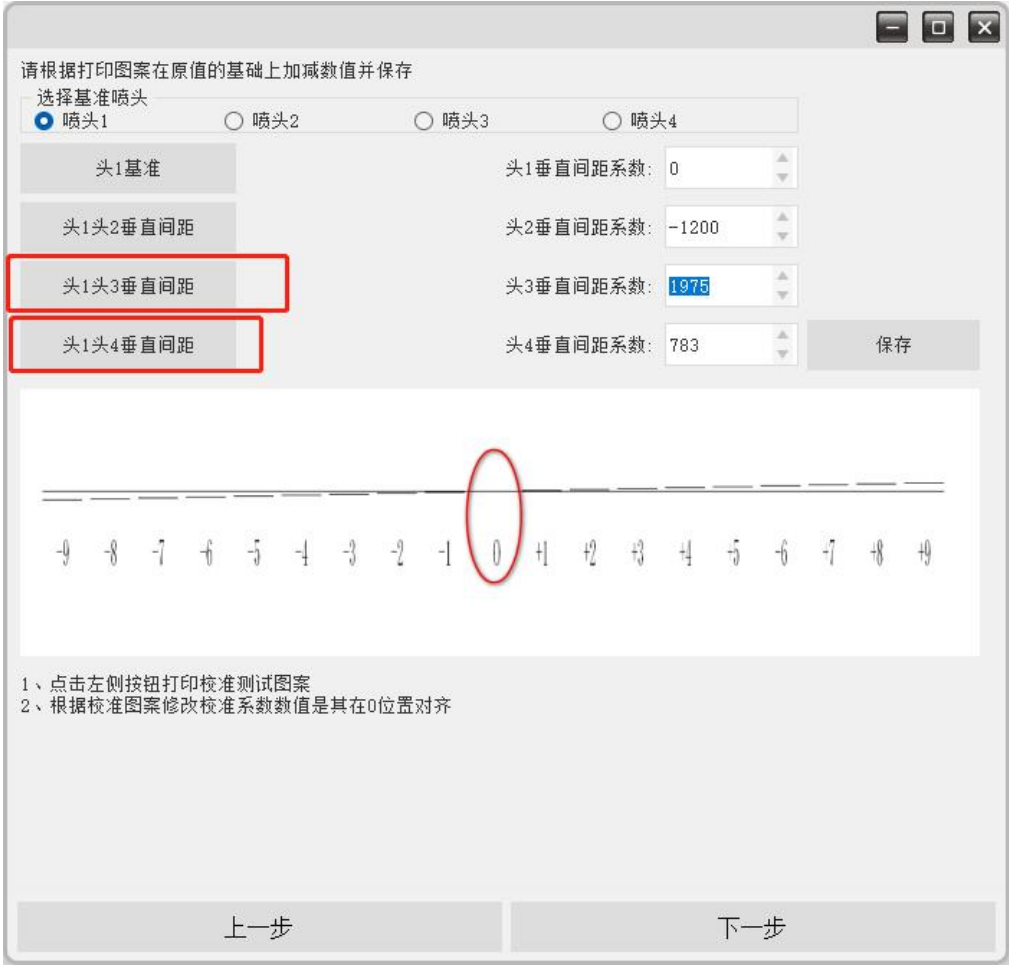 请根据打印图案在原值的基础上加减数值并保存
选择基准喷头
喷头1 喷头2 喷头3 喷头4
头1基准 头1垂直间距系数: 0
头1头2垂直间距 头2垂直间距系数: -1200
头1头3垂直间距 头3垂直间距系数: 1975
头1头4垂直间距 头4垂直间距系数: 783 保存
-9 -8 -7 -6 -5 -4 -3 -2 -1 0 +1 +2 +3 +4 +5 -6 -7 +8 +9
1、点击左侧按钮打印校准测试图案
2、根据校准图案修改校准系数数值是其在0位置对齐
上一步 下一步